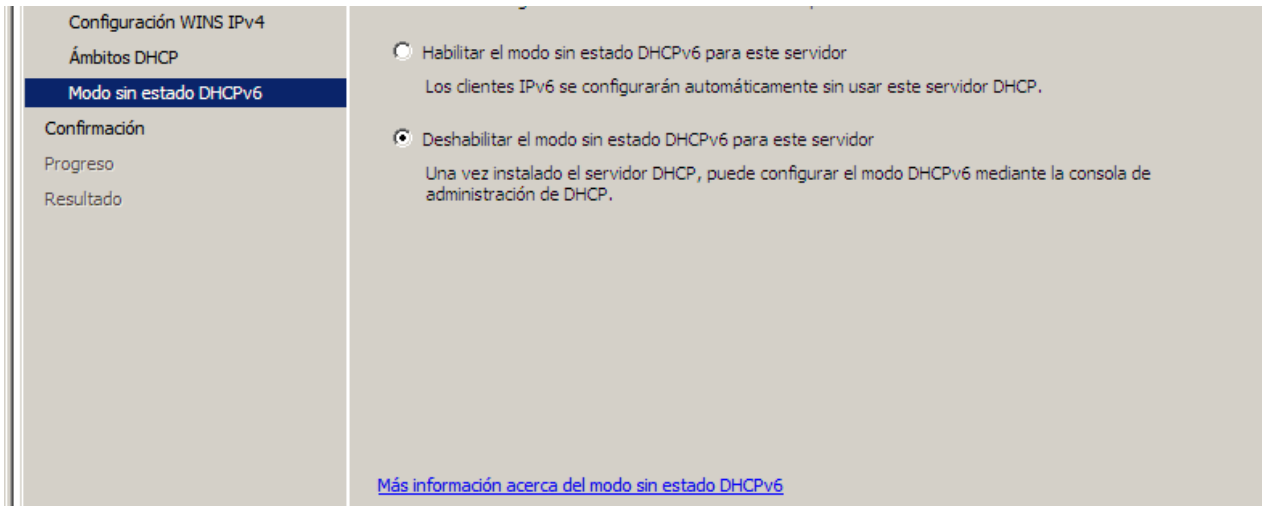 Configuración WINS IPv4
Ámbitos DHCP
Modo sin estado DHCPv6
Confirmación
Progreso
Resultado
Habilitar el modo sin estado DHCPv6 para este servidor
Los clientes IPv6 se configurarán automáticamente sin usar este servidor DHCP.
Deshabilitar el modo sin estado DHCPv6 para este servidor
Una vez instalado el servidor DHCP, puede configurar el modo DHCPv6 mediante la consola de
administración de DHCP.
Más información acerca del modo sin estado DHCPv6